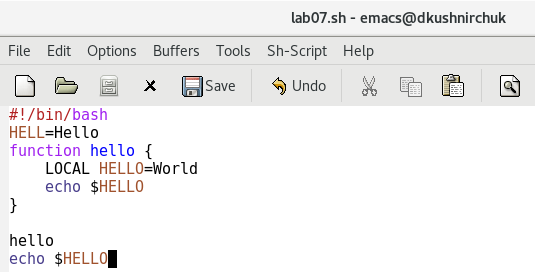 lab07.sh - emacs@dkushnirchuk
File Edit Options Buffers Tools Sh-Script Help
Save Undo
#!/bin/bash
HELL=Hello
function hello {
    LOCAL HELLO=World
    echo $HELLO
}
hello
echo $HELLO